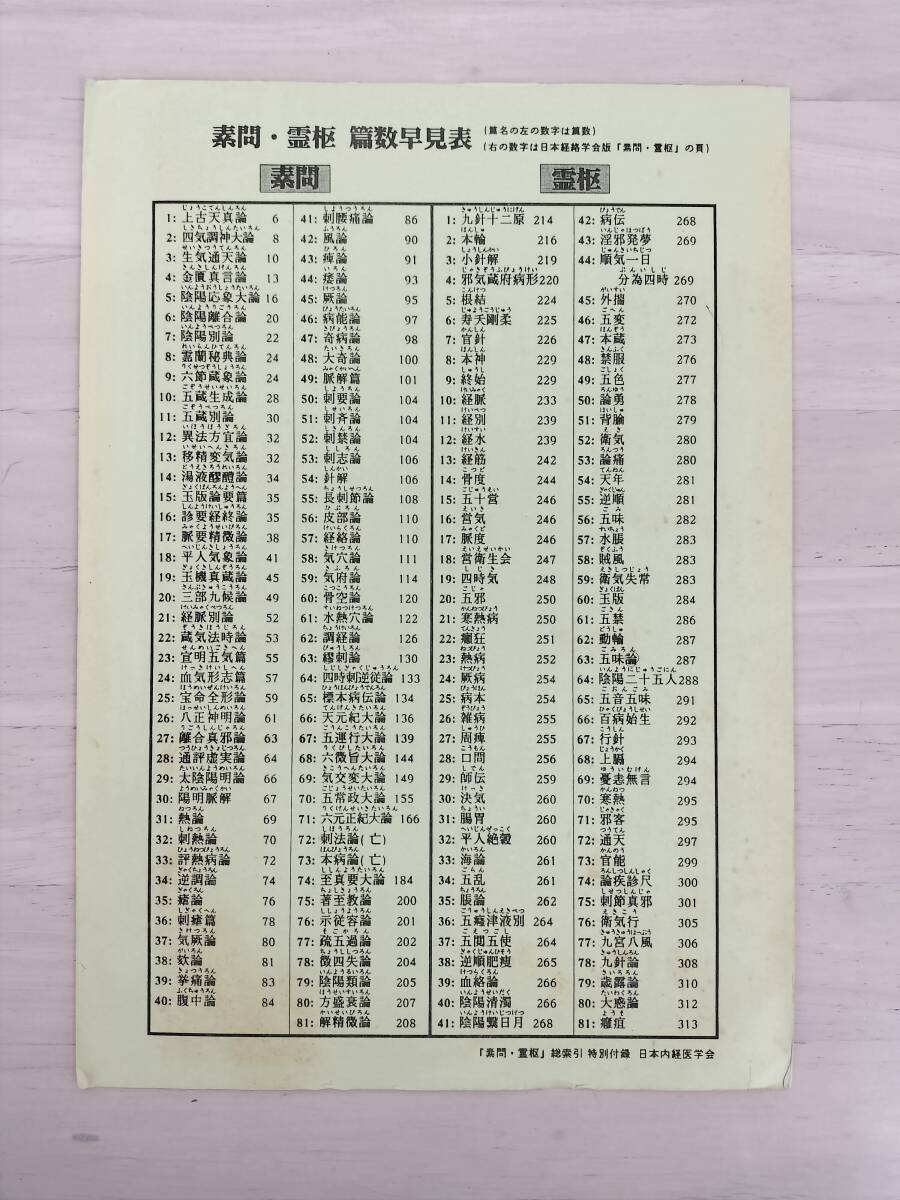 素問・霊枢 篇数早見表
(篇名の左の数字は篇数)
(右の数字は日本経絡学会版「素問・霊枢」の頁)
素問
1: 上古天真論 6
2: 四気調神大論 8
3: 生気通天論 10
4: 金匱真言論 13
5: 陰陽応象大論 16
6: 陰陽離合論 20
7: 陰陽別論 22
8: 霊蘭秘典論 24
9: 六節蔵象論 24
10: 五蔵生成論 28
11: 五蔵別論 30
12: 異法方宜論 32
13: 移精変気論 32
14: 湯液醪醴論 34
15: 玉版論要篇 35
16: 診要経終論 35
17: 脈要精微論 38
18: 平人気象論 41
19: 玉機真蔵論 45
20: 三部九候論 49
21: 経脈別論 52
22: 蔵気法時論 53
23: 宣明五気篇 55
24: 血気形志篇 57
25: 宝命全形論 59
26: 八正神明論 61
27: 離合真邪論 63
28: 通評虚実論 64
29: 太陰陽明論 66
30: 陽明脈解 67
31: 熱論 69
32: 刺熱論 70
33: 評熱病論 72
34: 逆調論 74
35: 瘧論 76
36: 刺瘧篇 78
37: 気厥論 80
38: 欬論 81
39: 挙痛論 83
40: 腹中論 84
41: 刺腰痛論 86
42: 風論 90
43: 痺論 91
44: 痿論 93
45: 厥論 95
46: 病能論 97
47: 奇病論 98
48: 大奇論 100
49: 脈解篇 101
50: 刺要論 104
51: 刺斉論 104
52: 刺禁論 104
53: 刺志論 106
54: 針解 106
55: 長刺節論 108
56: 皮部論 110
57: 経絡論 110
58: 気穴論 111
59: 気府論 114
60: 骨空論 120
61: 水熱穴論 122
62: 調経論 126
63: 繆刺論 130
64: 四時刺逆従論 133
65: 標本病伝論 134
66: 天元紀大論 136
67: 五運行大論 139
68: 六微旨大論 144
69: 気交変大論 149
70: 五常政大論 155
71: 六元正紀大論 166
72: 刺法論(亡)
73: 本病論(亡)
74: 至真要大論 184
75: 著至教論 200
76: 示従容論 201
77: 疏五過論 202
78: 徴四失論 204
79: 陰陽類論 205
80: 方盛衰論 207
81: 解精微論 208
霊枢
1: 九針十二原 214
2: 本輸 216
3: 小針解 219
4: 邪気蔵府病形 220
5: 根結 224
6: 寿夭剛柔 225
7: 官針 226
8: 本神 229
9: 終始 229
10: 経脈 233
11: 経別 239
12: 経水 239
13: 経筋 242
14: 骨度 244
15: 五十営 246
16: 営気 246
17: 脈度 246
18: 営衛生会 247
19: 四時気 248
20: 五邪 250
21: 寒熱病 250
22: 癲狂 251
23: 熱病 252
24: 厥病 254
25: 病本 254
26: 雑病 255
27: 周痺 255
28: 口問 256
29: 師伝 259
30: 決気 260
31: 腸胃 260
32: 平人絶穀 260
33: 海論 261
34: 五乱 261
35: 脹論 262
36: 五癃津液別 264
37: 五閲五使 264
38: 逆順肥痩 265
39: 血絡論 266
40: 陰陽清濁 266
41: 陰陽繋日月 268
42: 病伝 268
43: 淫邪発夢 269
44: 順気一日
分為四時 269
45: 外揣 270
46: 五変 272
47: 本蔵 273
48: 禁服 276
49: 五色 277
50: 論勇 278
51: 背腧 279
52: 衛気 280
53: 論痛 280
54: 天年 281
55: 逆順 281
56: 五味 282
57: 水脹 283
58: 賊風 283
59: 衛気失常 283
60: 玉版 284
61: 五禁 286
62: 動輸 287
63: 五味論 287
64: 陰陽二十五人 288
65: 五音五味 291
66: 百病始生 292
67: 行針 293
68: 上膈 294
69: 憂恚無言 294
70: 寒熱 295
71: 邪客 295
72: 通天 297
73: 官能 299
74: 論疾診尺 300
75: 刺節真邪 301
76: 衛気行 305
77: 九宮八風 306
78: 九針論 308
79: 歳露論 310
80: 大惑論 312
81: 癰疽 313
「素問・霊枢」総索引 特別付録 日本内経医学会